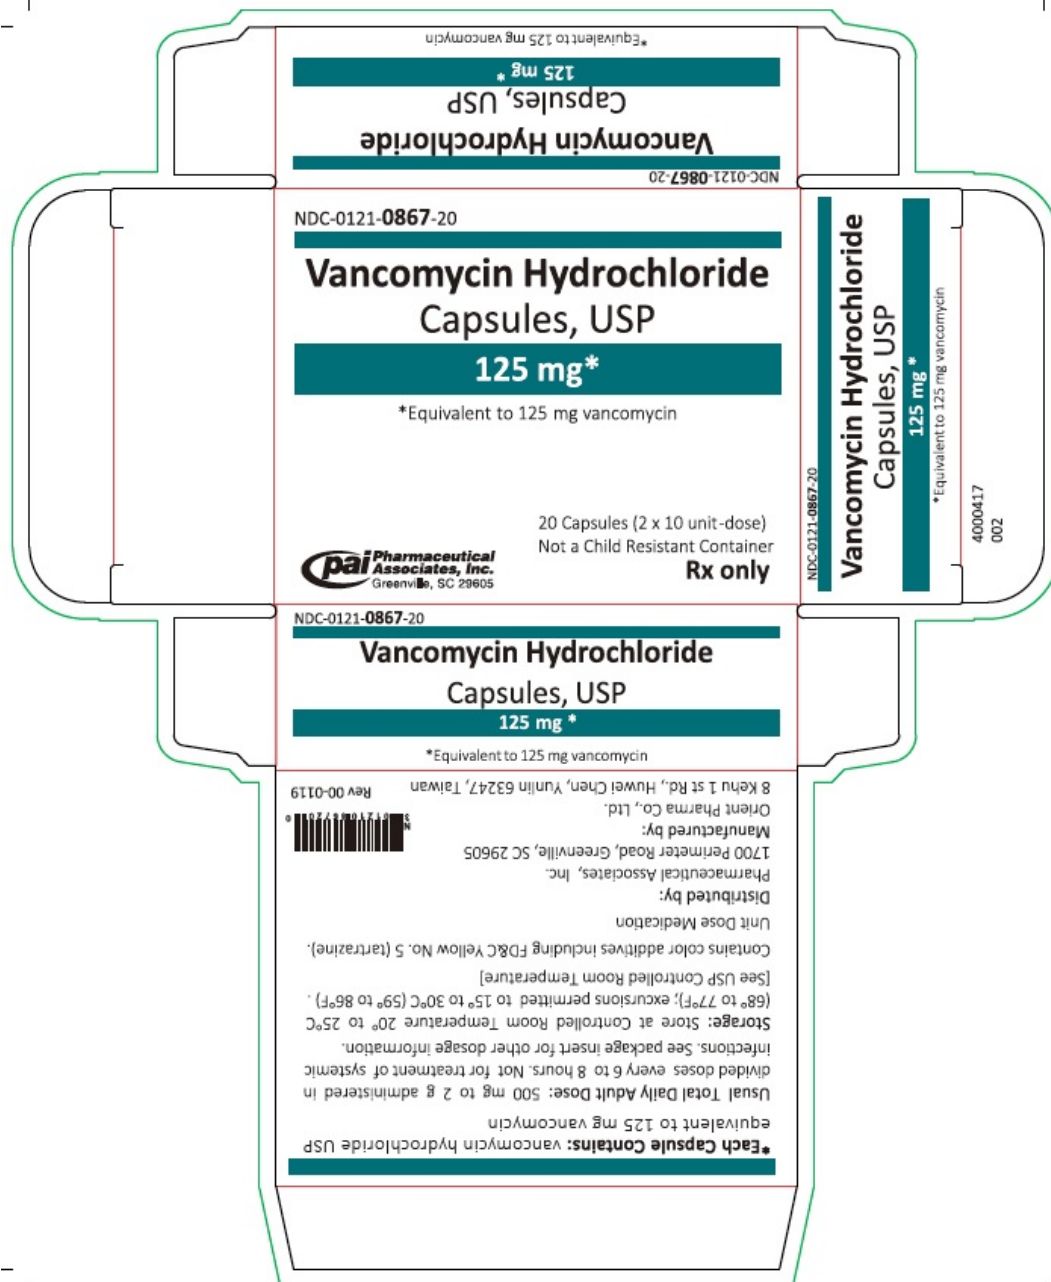 *Equivalent to 125 mg vancomycin
125 mg *
Capsules, USP
Vancomycin Hydrochloride
NDC-0121-0867-20
NDC-0121-0867-20
Vancomycin Hydrochloride
Capsules, USP
125 mg*
*Equivalent to 125 mg vancomycin
20 Capsules (2 x 10 unit-dose)
Not a Child Resistant Container
Rx only
pai Pharmaceutical
Associates, Inc.
Greenville, SC 29605
NDC-0121-0867-20
Vancomycin Hydrochloride
Capsules, USP
125 mg *
*Equivalent to 125 mg vancomycin
4000417
002
NDC-0121-0867-20
Vancomycin Hydrochloride
Capsules, USP
125 mg *
*Equivalent to 125 mg vancomycin
*Each Capsule Contains: vancomycin hydrochloride USP
equivalent to 125 mg vancomycin
Usual Total Daily Adult Dose: 500 mg to 2 g administered in
divided doses every 6 to 8 hours. Not for treatment of systemic
infections. See package insert for other dosage information.
Storage: Store at Controlled Room Temperature 20° to 25°C
(68° to 77°F); excursions permitted to 15° to 30°C (59° to 86°F) .
[See USP Controlled Room Temperature]
Contains color additives including FD&C Yellow No. 5 (tartrazine).
Unit Dose Medication
Distributed by:
Pharmaceutical Associates, Inc.
1700 Perimeter Road, Greenville, SC 29605
Manufactured by:
Orient Pharma Co., Ltd.
8 Kehu 1 st Rd., Huwei Chen, Yunlin 63247, Taiwan
N
3 0121086720 0
Rev 00-0119